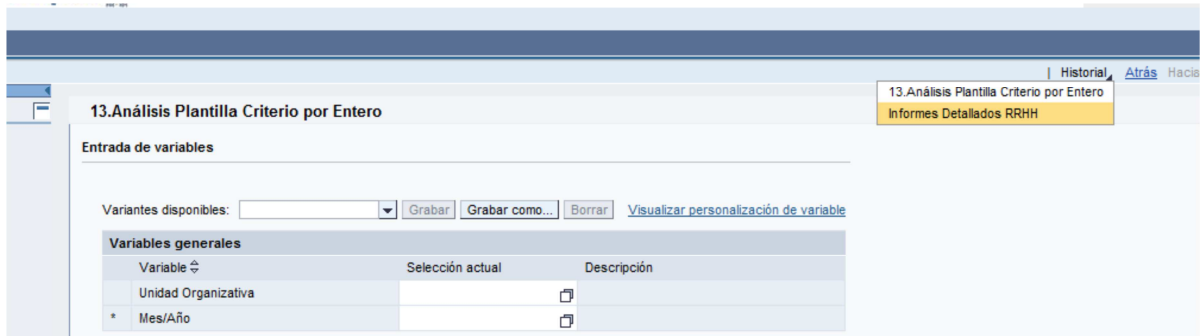 Historial Atrás Hacia
13.Análisis Plantilla Criterio por Entero
Informes Detallados RRHH
13.Análisis Plantilla Criterio por Entero
Entrada de variables
Variantes disponibles: Grabar Grabar como... Borrar Visualizar personalización de variable
Variables generales
Variable Selección actual Descripción
Unidad Organizativa
* Mes/Año